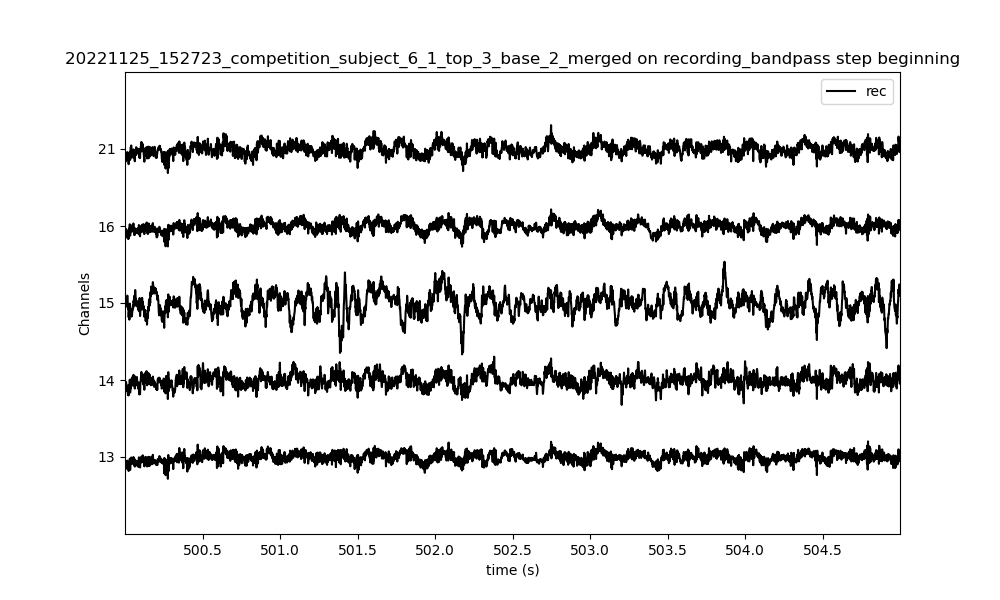 20221125_152723_competition_subject_6_1_top_3_base_2_merged on recording_bandpass step beginning
rec
21
16
15
14
13
Channels
500.5 501.0 501.5 502.0 502.5 503.0 503.5 504.0 504.5
time (s)